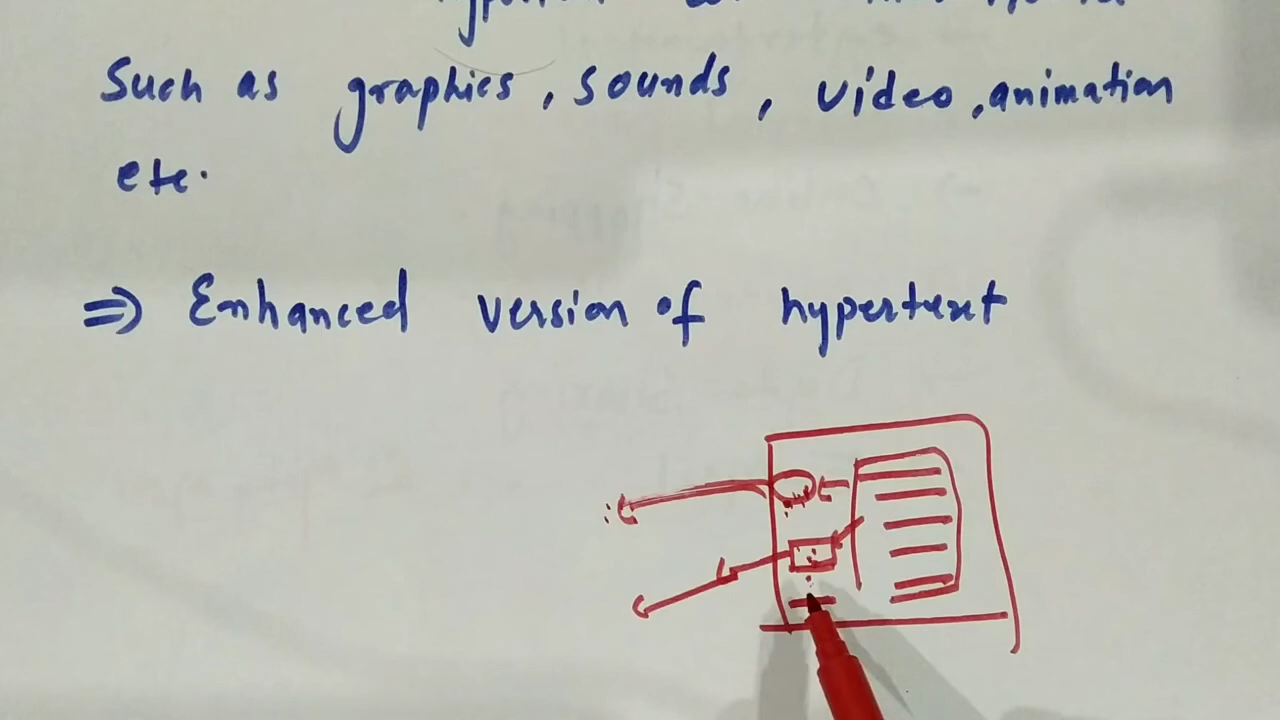 Such as graphics, sounds, video, animation
etc.
⇒ Enhanced version of hypertext